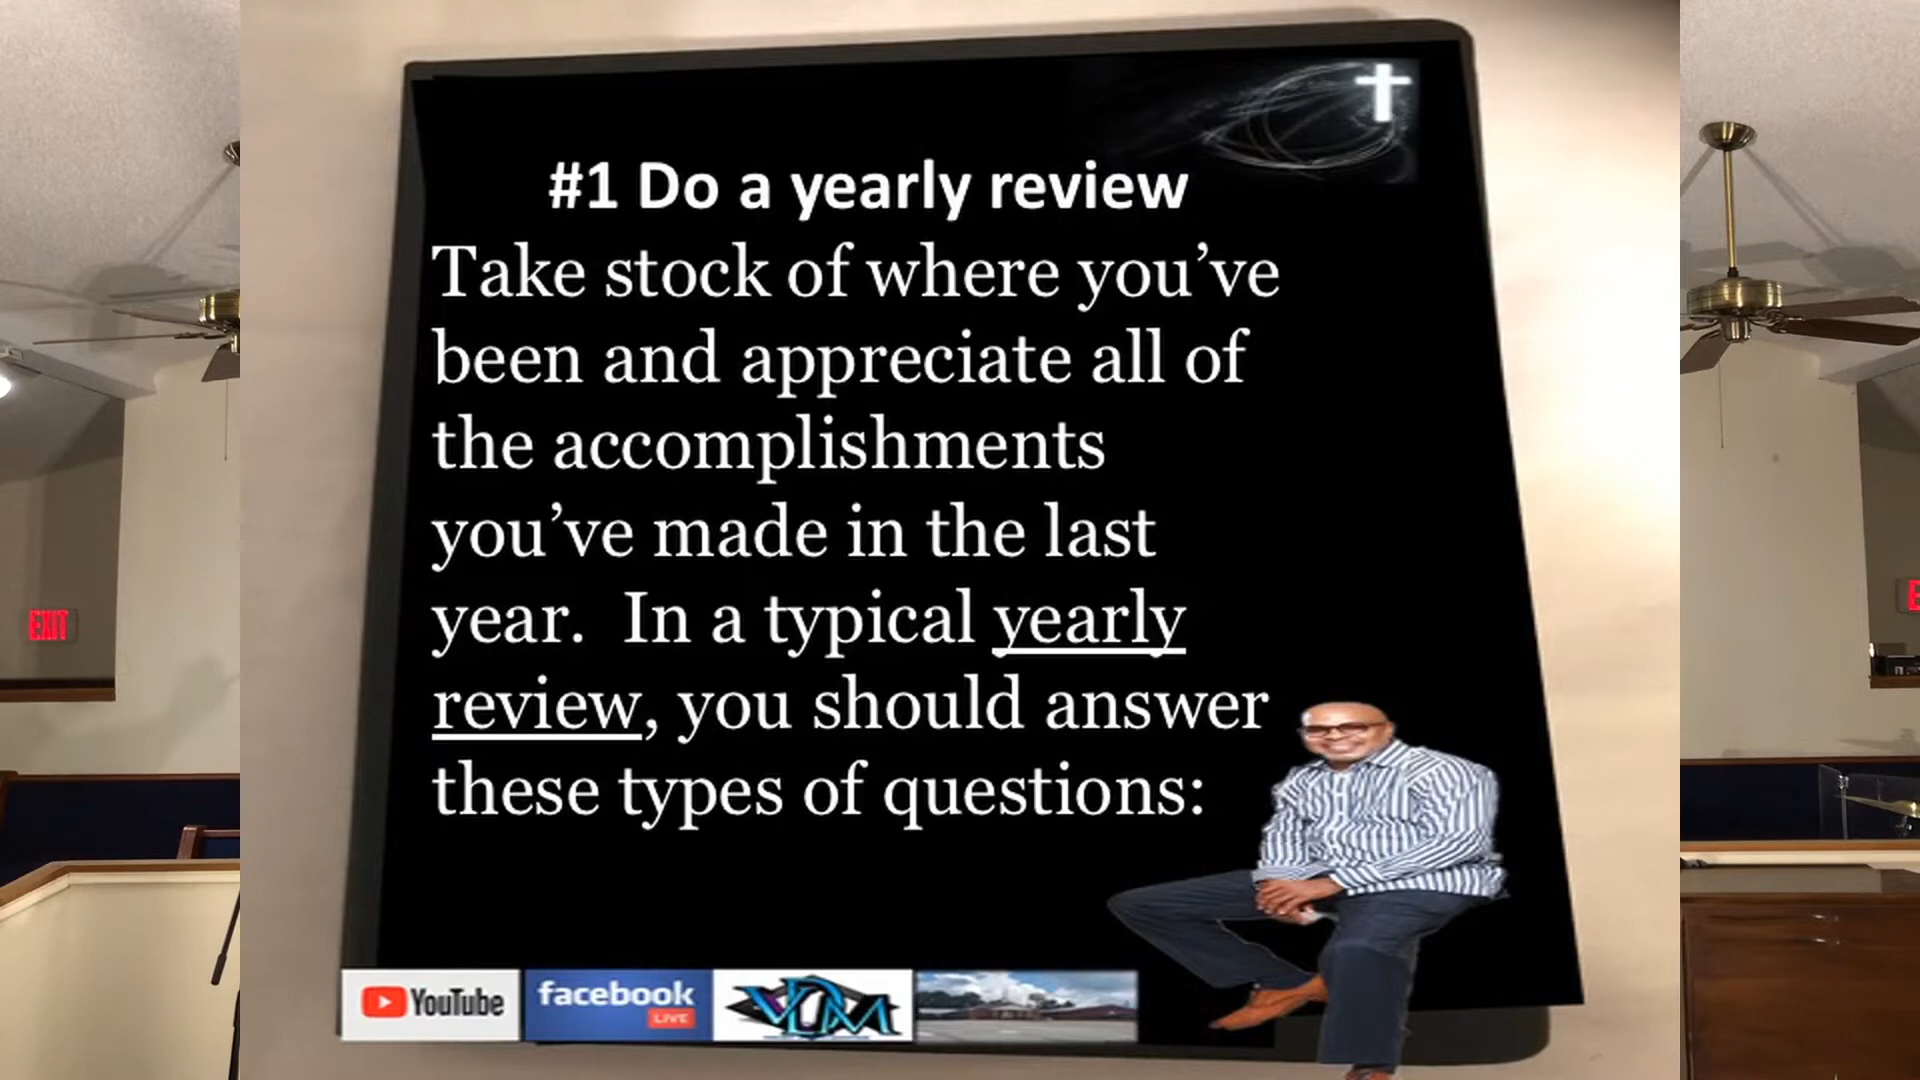 #1 Do a yearly review
Take stock of where you’ve
been and appreciate all of
the accomplishments
you’ve made in the last
year.  In a typical yearly
review, you should answer
these types of questions:
EXIT
E
YouTube
facebook
LIVE
VDM